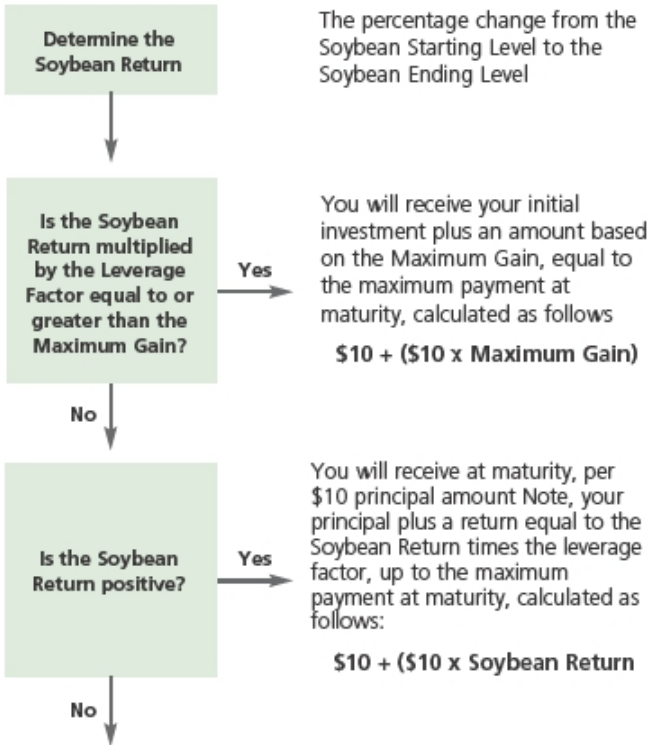 Determine the
Soybean Return
The percentage change from the
Soybean Starting Level to the
Soybean Ending Level
Is the Soybean
Return multiplied
by the Leverage
Factor equal to or
greater than the
Maximum Gain?
Yes
You will receive your initial
investment plus an amount based
on the Maximum Gain, equal to
the maximum payment at
maturity, calculated as follows
$10 + ($10 x Maximum Gain)
No
Is the Soybean
Return positive?
Yes
You will receive at maturity, per
$10 principal amount Note, your
principal plus a return equal to the
Soybean Return times the leverage
factor, up to the maximum
payment at maturity, calculated as
follows:
$10 + ($10 x Soybean Return
No